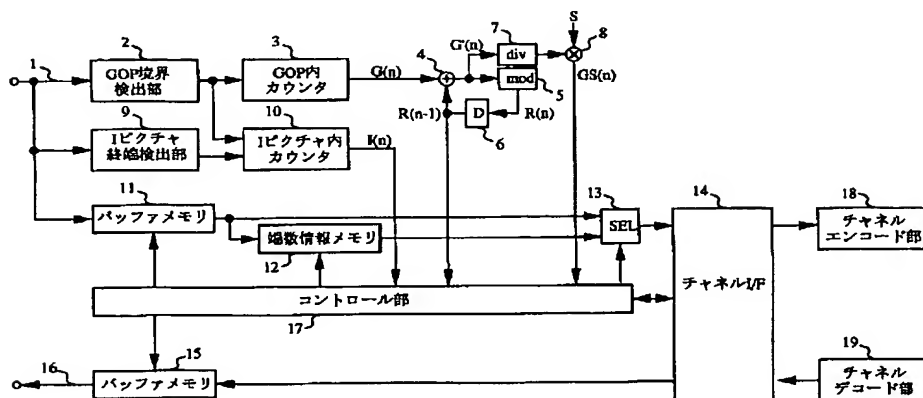 S
7
8
2
3
4
G'(n)
div
1
GOP境界
検出部
GOP内
カウンタ
G(n)
mod
GS(n)
5
9
10
R(n-1)
D
R(n)
6
Iピクチャ
終端検出部
Iピクチャ内
カウンタ
I(n)
11
13
14
18
バッファメモリ
SEL
チャネル
エンコード部
端数情報メモリ
12
チャネルI/F
コントロール部
17
15
19
16
バッファメモリ
チャネル
デコード部